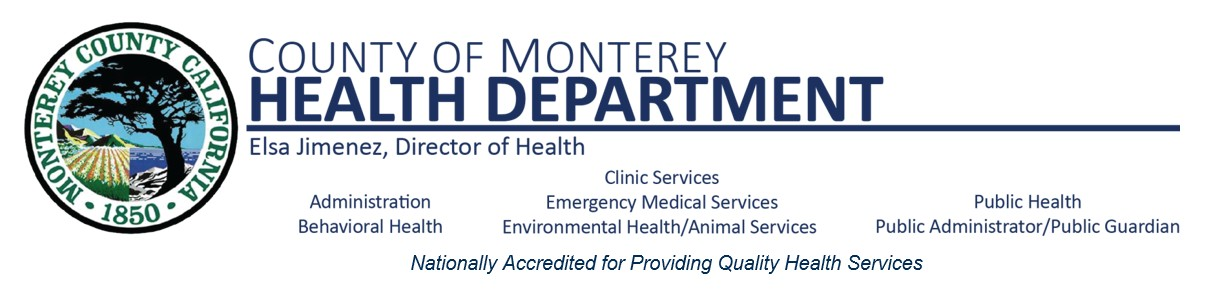 MONTEREY COUNTY CALIFORNIA
• 1850 •
COUNTY OF MONTEREY
HEALTH DEPARTMENT
Elsa Jimenez, Director of Health
Clinic Services
Administration Emergency Medical Services Public Health
Behavioral Health Environmental Health/Animal Services Public Administrator/Public Guardian
Nationally Accredited for Providing Quality Health Services